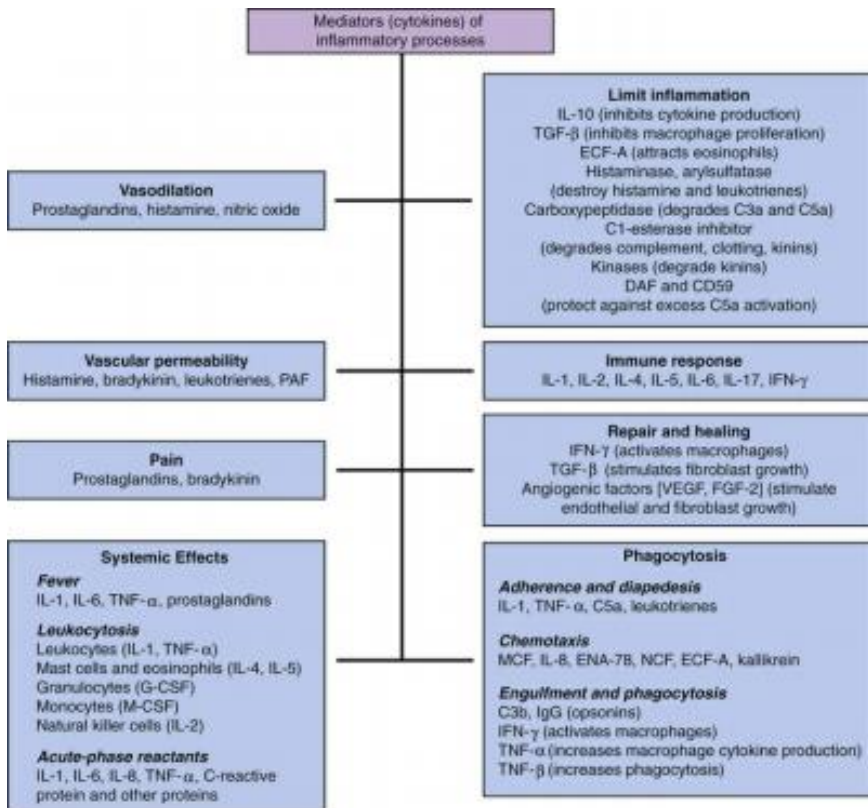 Mediators (cytokines) of
inflammatory processes
Vasodilation
Prostaglandins, histamine, nitric oxide
Limit inflammation
IL-10 (inhibits cytokine production)
TGF-β (inhibits macrophage proliferation)
ECF-A (attracts eosinophils)
Histaminase, arylsulfatase
(destroy histamine and leukotrienes)
Carboxypeptidase (degrades C3a and C5a)
C1-esterase inhibitor
(degrades complement, clotting, kinins)
Kinases (degrade kinins)
DAF and CD59
(protect against excess C5a activation)
Vascular permeability
Histamine, bradykinin, leukotrienes, PAF
Immune response
IL-1, IL-2, IL-4, IL-5, IL-6, IL-17, IFN-γ
Pain
Prostaglandins, bradykinin
Repair and healing
IFN-γ (activates macrophages)
TGF-β (stimulates fibroblast growth)
Angiogenic factors [VEGF, FGF-2] (stimulate
endothelial and fibroblast growth)
Systemic Effects
Fever
IL-1, IL-6, TNF-α, prostaglandins
Leukocytosis
Leukocytes (IL-1, TNF-α)
Mast cells and eosinophils (IL-4, IL-5)
Granulocytes (G-CSF)
Monocytes (M-CSF)
Natural killer cells (IL-2)
Acute-phase reactants
IL-1, IL-6, IL-8, TNF-α, C-reactive
protein and other proteins
Phagocytosis
Adherence and diapedesis
IL-1, TNF-α, C5a, leukotrienes
Chemotaxis
MCF, IL-8, ENA-78, NCF, ECF-A, kallikrein
Engulfment and phagocytosis
C3b, IgG (opsonins)
IFN-γ (activates macrophages)
TNF-α (increases macrophage cytokine production)
TNF-β (increases phagocytosis)